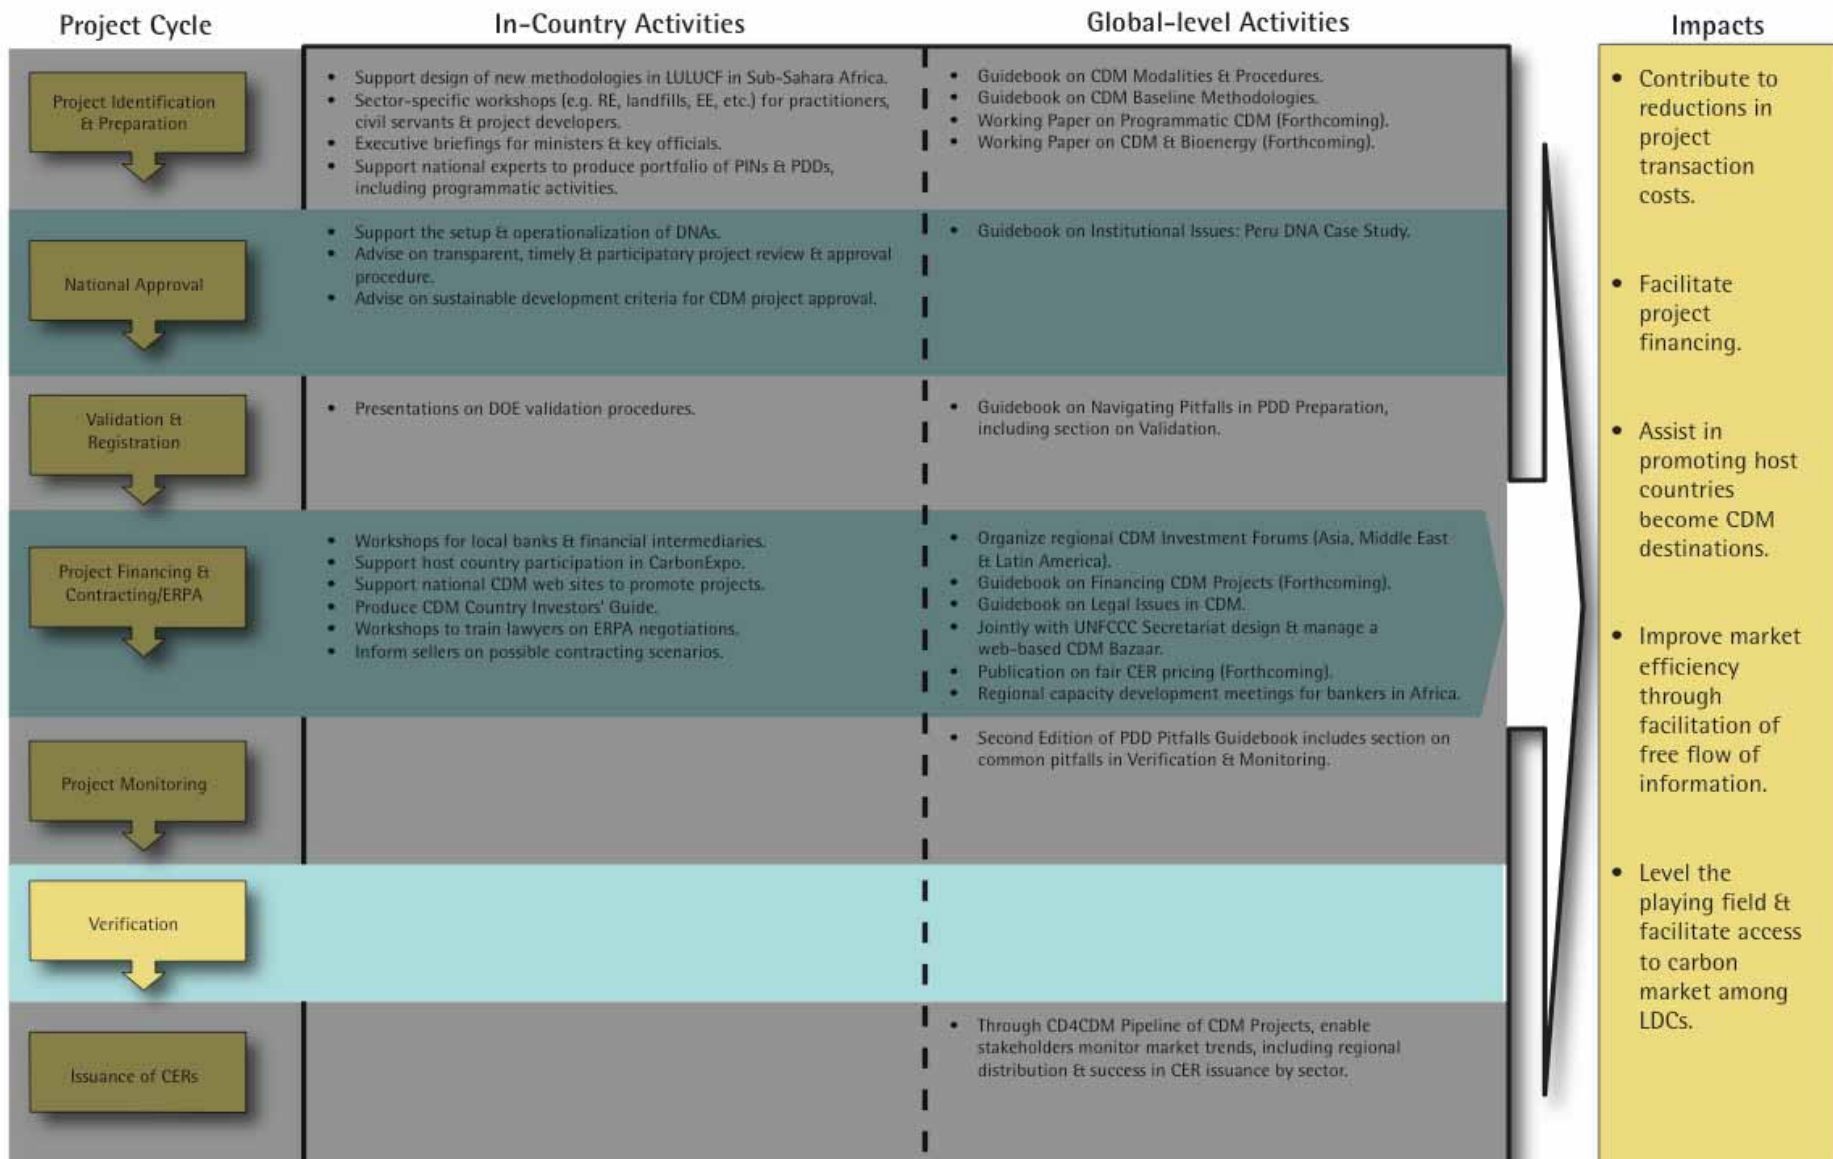 Project Cycle
In-Country Activities
Global-level Activities
Impacts
Project Identification
& Preparation
• Support design of new methodologies in LULUCF in Sub-Sahara Africa.
• Sector-specific workshops (e.g. RE, landfills, EE, etc.) for practitioners,
civil servants & project developers.
• Executive briefings for ministers & key officials.
• Support national experts to produce portfolio of PINs & PDDs,
including programmatic activities.
• Guidebook on CDM Modalities & Procedures.
• Guidebook on CDM Baseline Methodologies.
• Working Paper on Programmatic CDM (Forthcoming).
• Working Paper on CDM & Bioenergy (Forthcoming).
National Approval
• Support the setup & operationalization of DNAs.
• Advise on transparent, timely & participatory project review & approval
procedure.
• Advise on sustainable development criteria for CDM project approval.
• Guidebook on Institutional Issues: Peru DNA Case Study.
Validation &
Registration
• Presentations on DOE validation procedures.
• Guidebook on Navigating Pitfalls in PDD Preparation,
including section on Validation.
Project Financing &
Contracting/ERPA
• Workshops for local banks & financial intermediaries.
• Support host country participation in CarbonExpo.
• Support national CDM web sites to promote projects.
• Produce CDM Country Investors' Guide.
• Workshops to train lawyers on ERPA negotiations.
• Inform sellers on possible contracting scenarios.
• Organize regional CDM Investment Forums (Asia, Middle East
& Latin America).
• Guidebook on Financing CDM Projects (Forthcoming).
• Guidebook on Legal Issues in CDM.
• Jointly with UNFCCC Secretariat design & manage a
web-based CDM Bazaar.
• Publication on fair CER pricing (Forthcoming).
• Regional capacity development meetings for bankers in Africa.
Project Monitoring
• Second Edition of PDD Pitfalls Guidebook includes section on
common pitfalls in Verification & Monitoring.
Verification
Issuance of CERs
• Through CD4CDM Pipeline of CDM Projects, enable
stakeholders monitor market trends, including regional
distribution & success in CER issuance by sector.
• Contribute to
reductions in
project
transaction
costs.
• Facilitate
project
financing.
• Assist in
promoting host
countries
become CDM
destinations.
• Improve market
efficiency
through
facilitation of
free flow of
information.
• Level the
playing field &
facilitate access
to carbon
market among
LDCs.